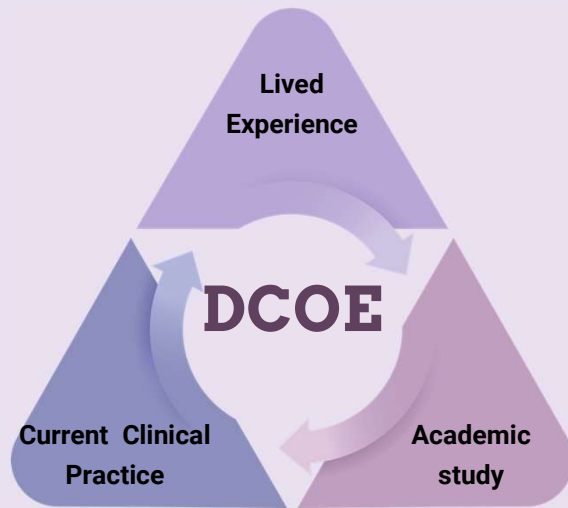 Lived
Experience
DCOE
Current Clinical
Practice
Academic
study